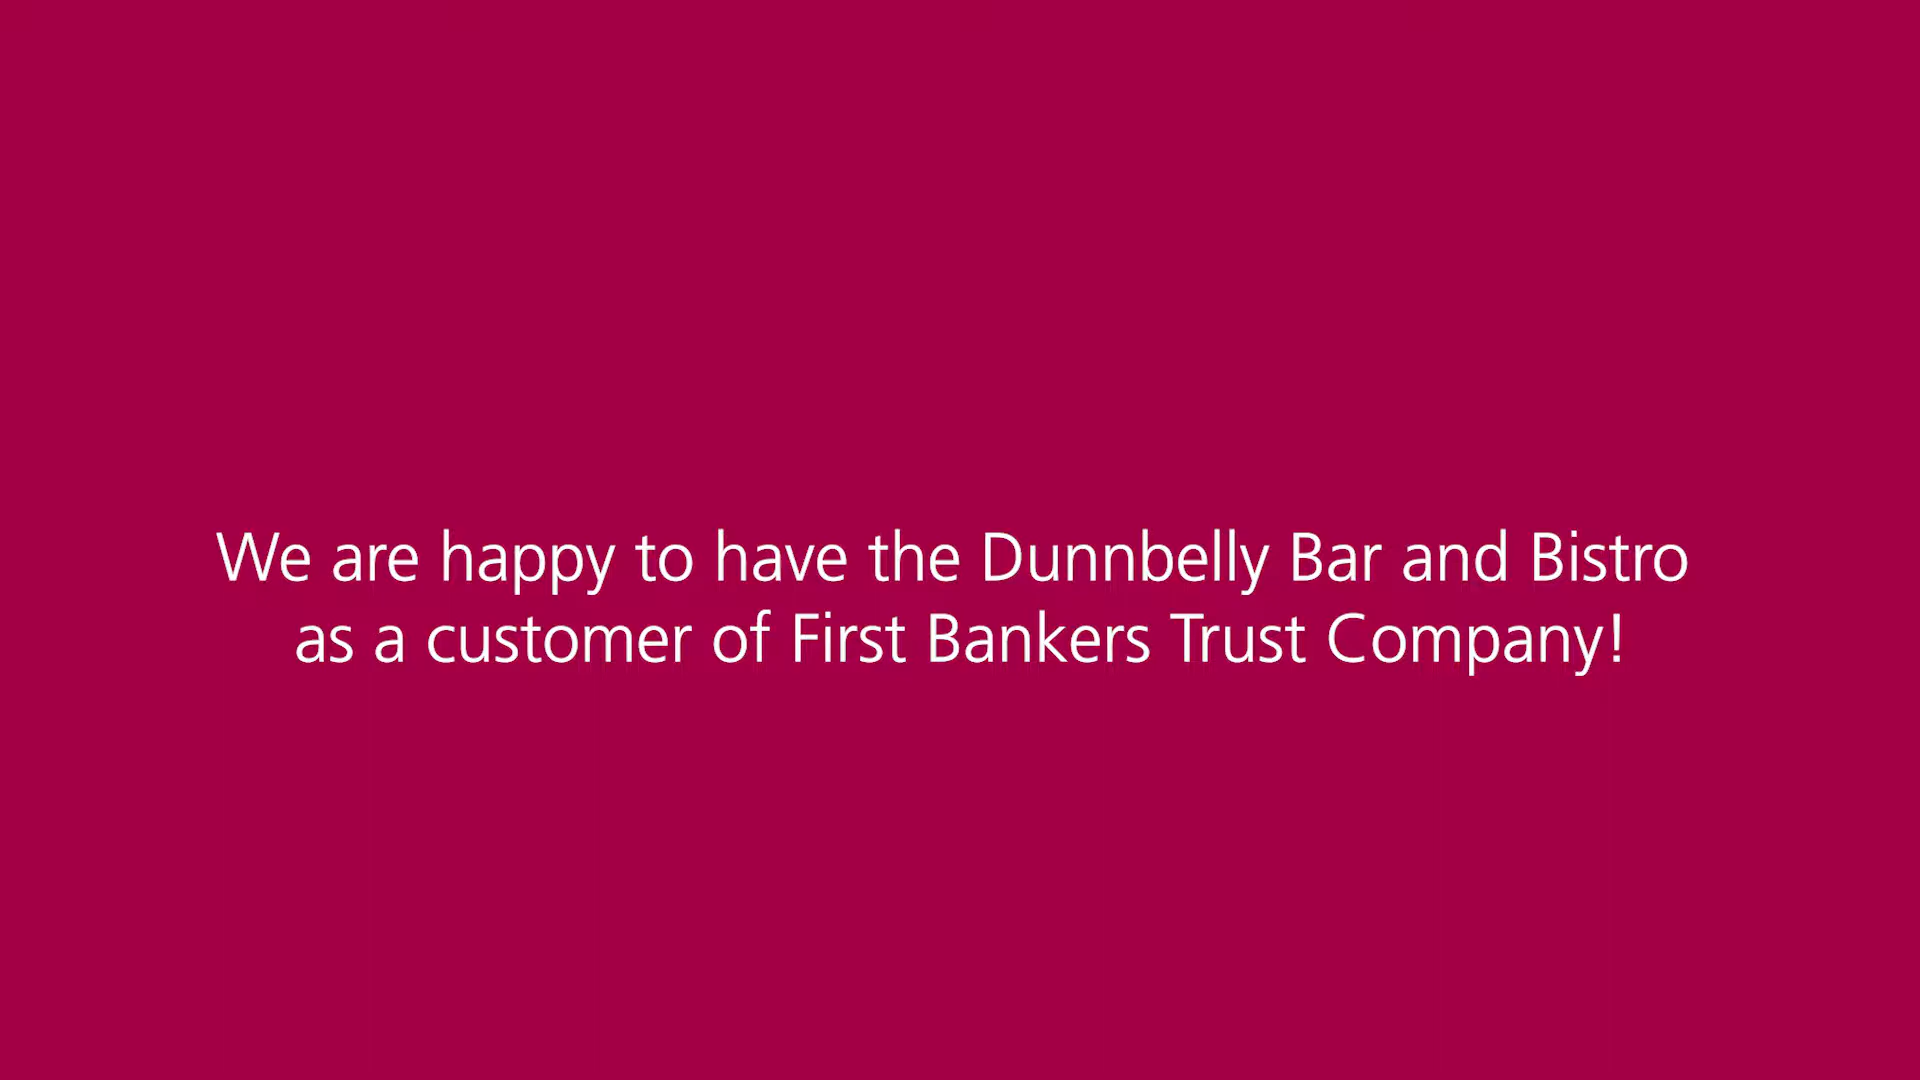 We are happy to have the Dunnbelly Bar and Bistro
as a customer of First Bankers Trust Company!